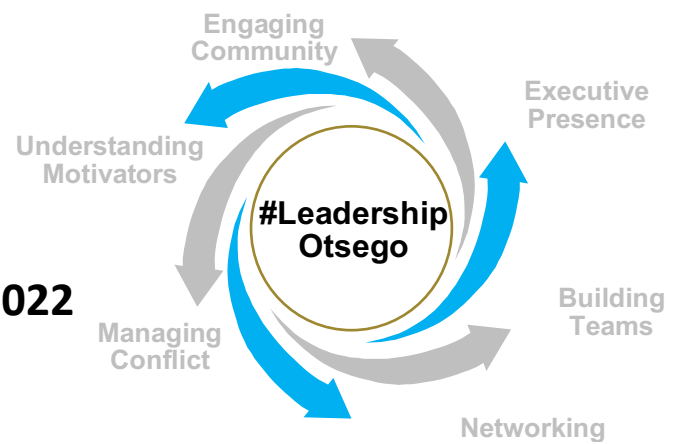 Engaging
Community
Executive
Presence
Understanding
Motivators
#Leadership
Otsego
022
Building
Teams
Managing
Conflict
Networking